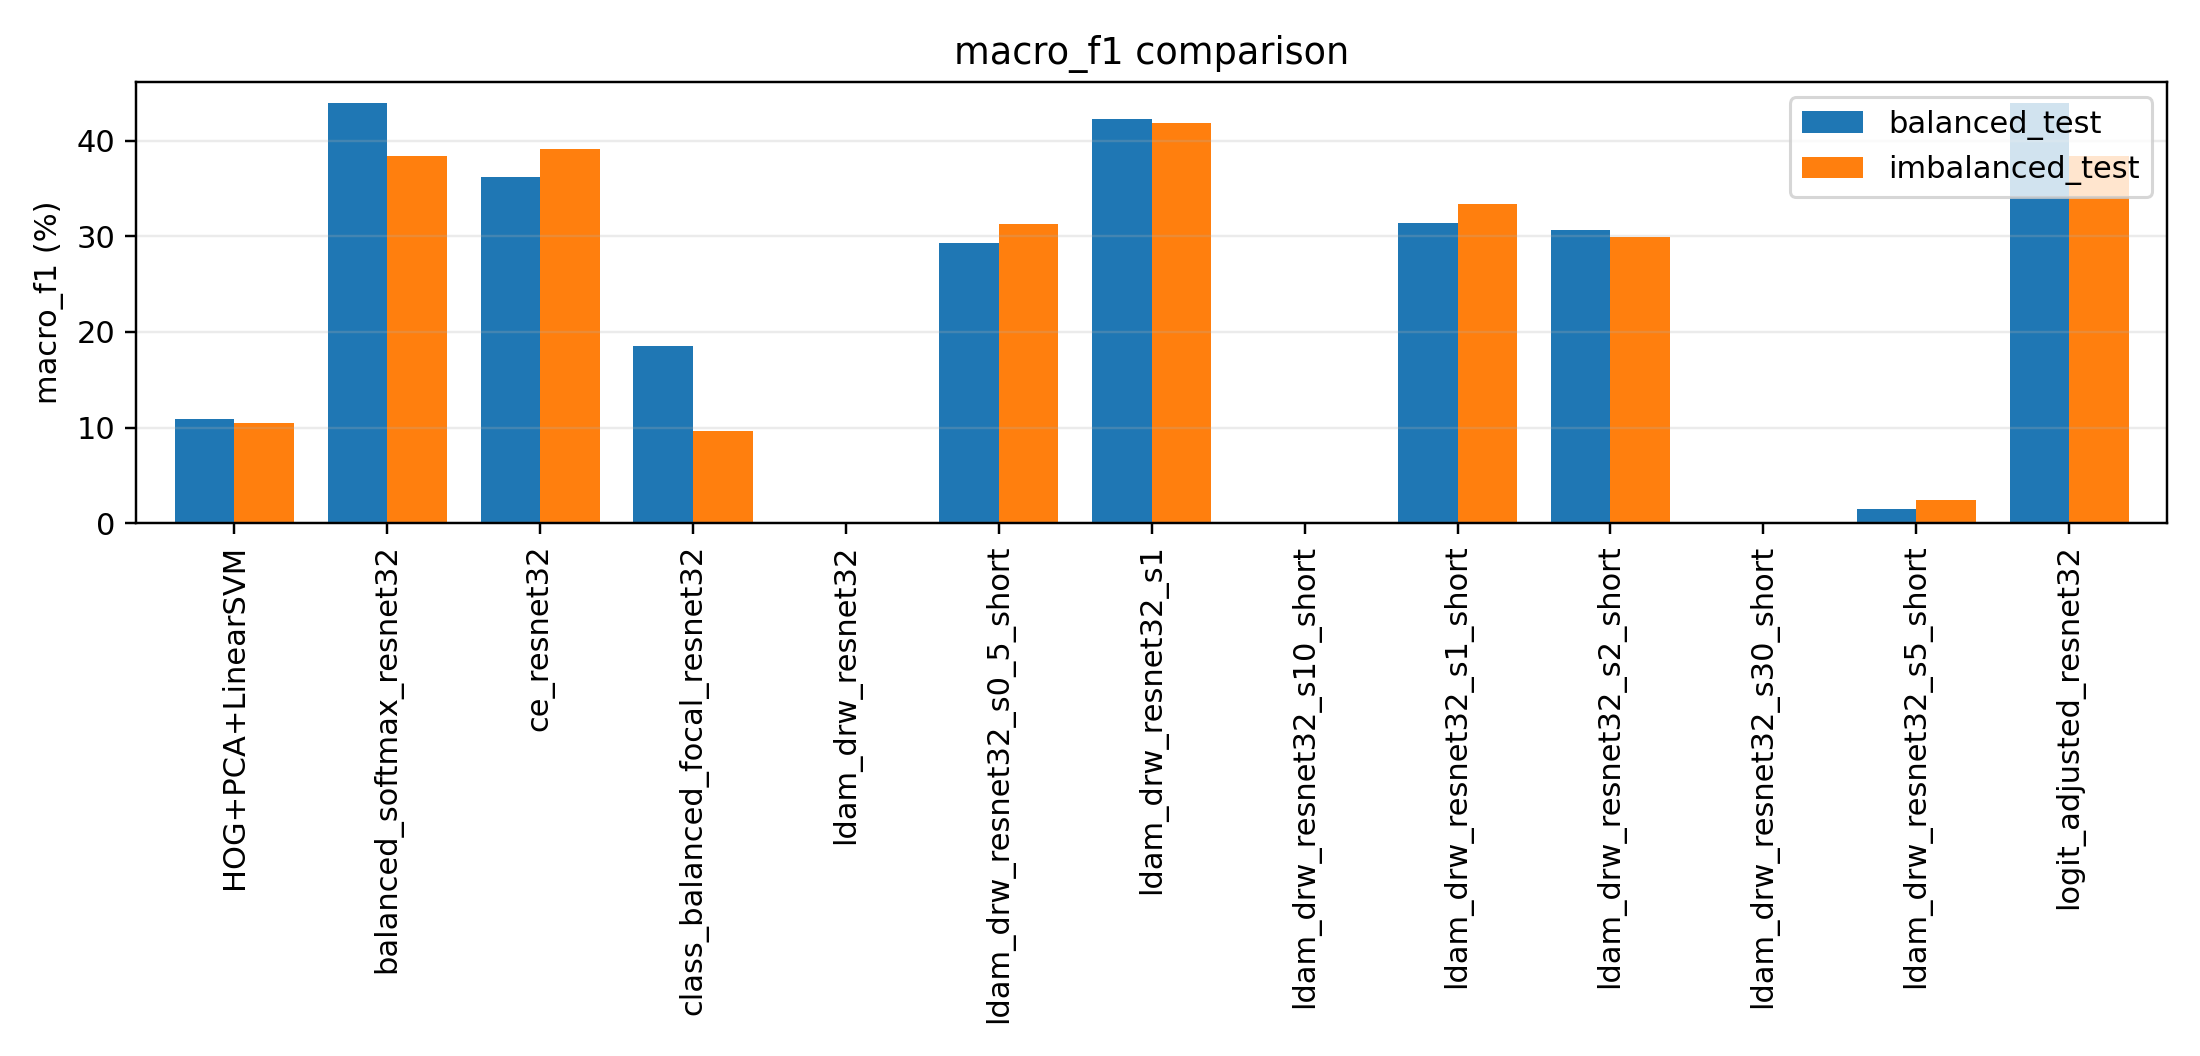 macro_f1 comparison
balanced_test
imbalanced_test
macro_f1 (%)
40
30
20
10
0
HOG+PCA+LinearSVM
balanced_softmax_resnet32
ce_resnet32
class_balanced_focal_resnet32
ldam_drw_resnet32
ldam_drw_resnet32_s0_5_short
ldam_drw_resnet32_s1
ldam_drw_resnet32_s10_short
ldam_drw_resnet32_s1_short
ldam_drw_resnet32_s2_short
ldam_drw_resnet32_s30_short
ldam_drw_resnet32_s5_short
logit_adjusted_resnet32